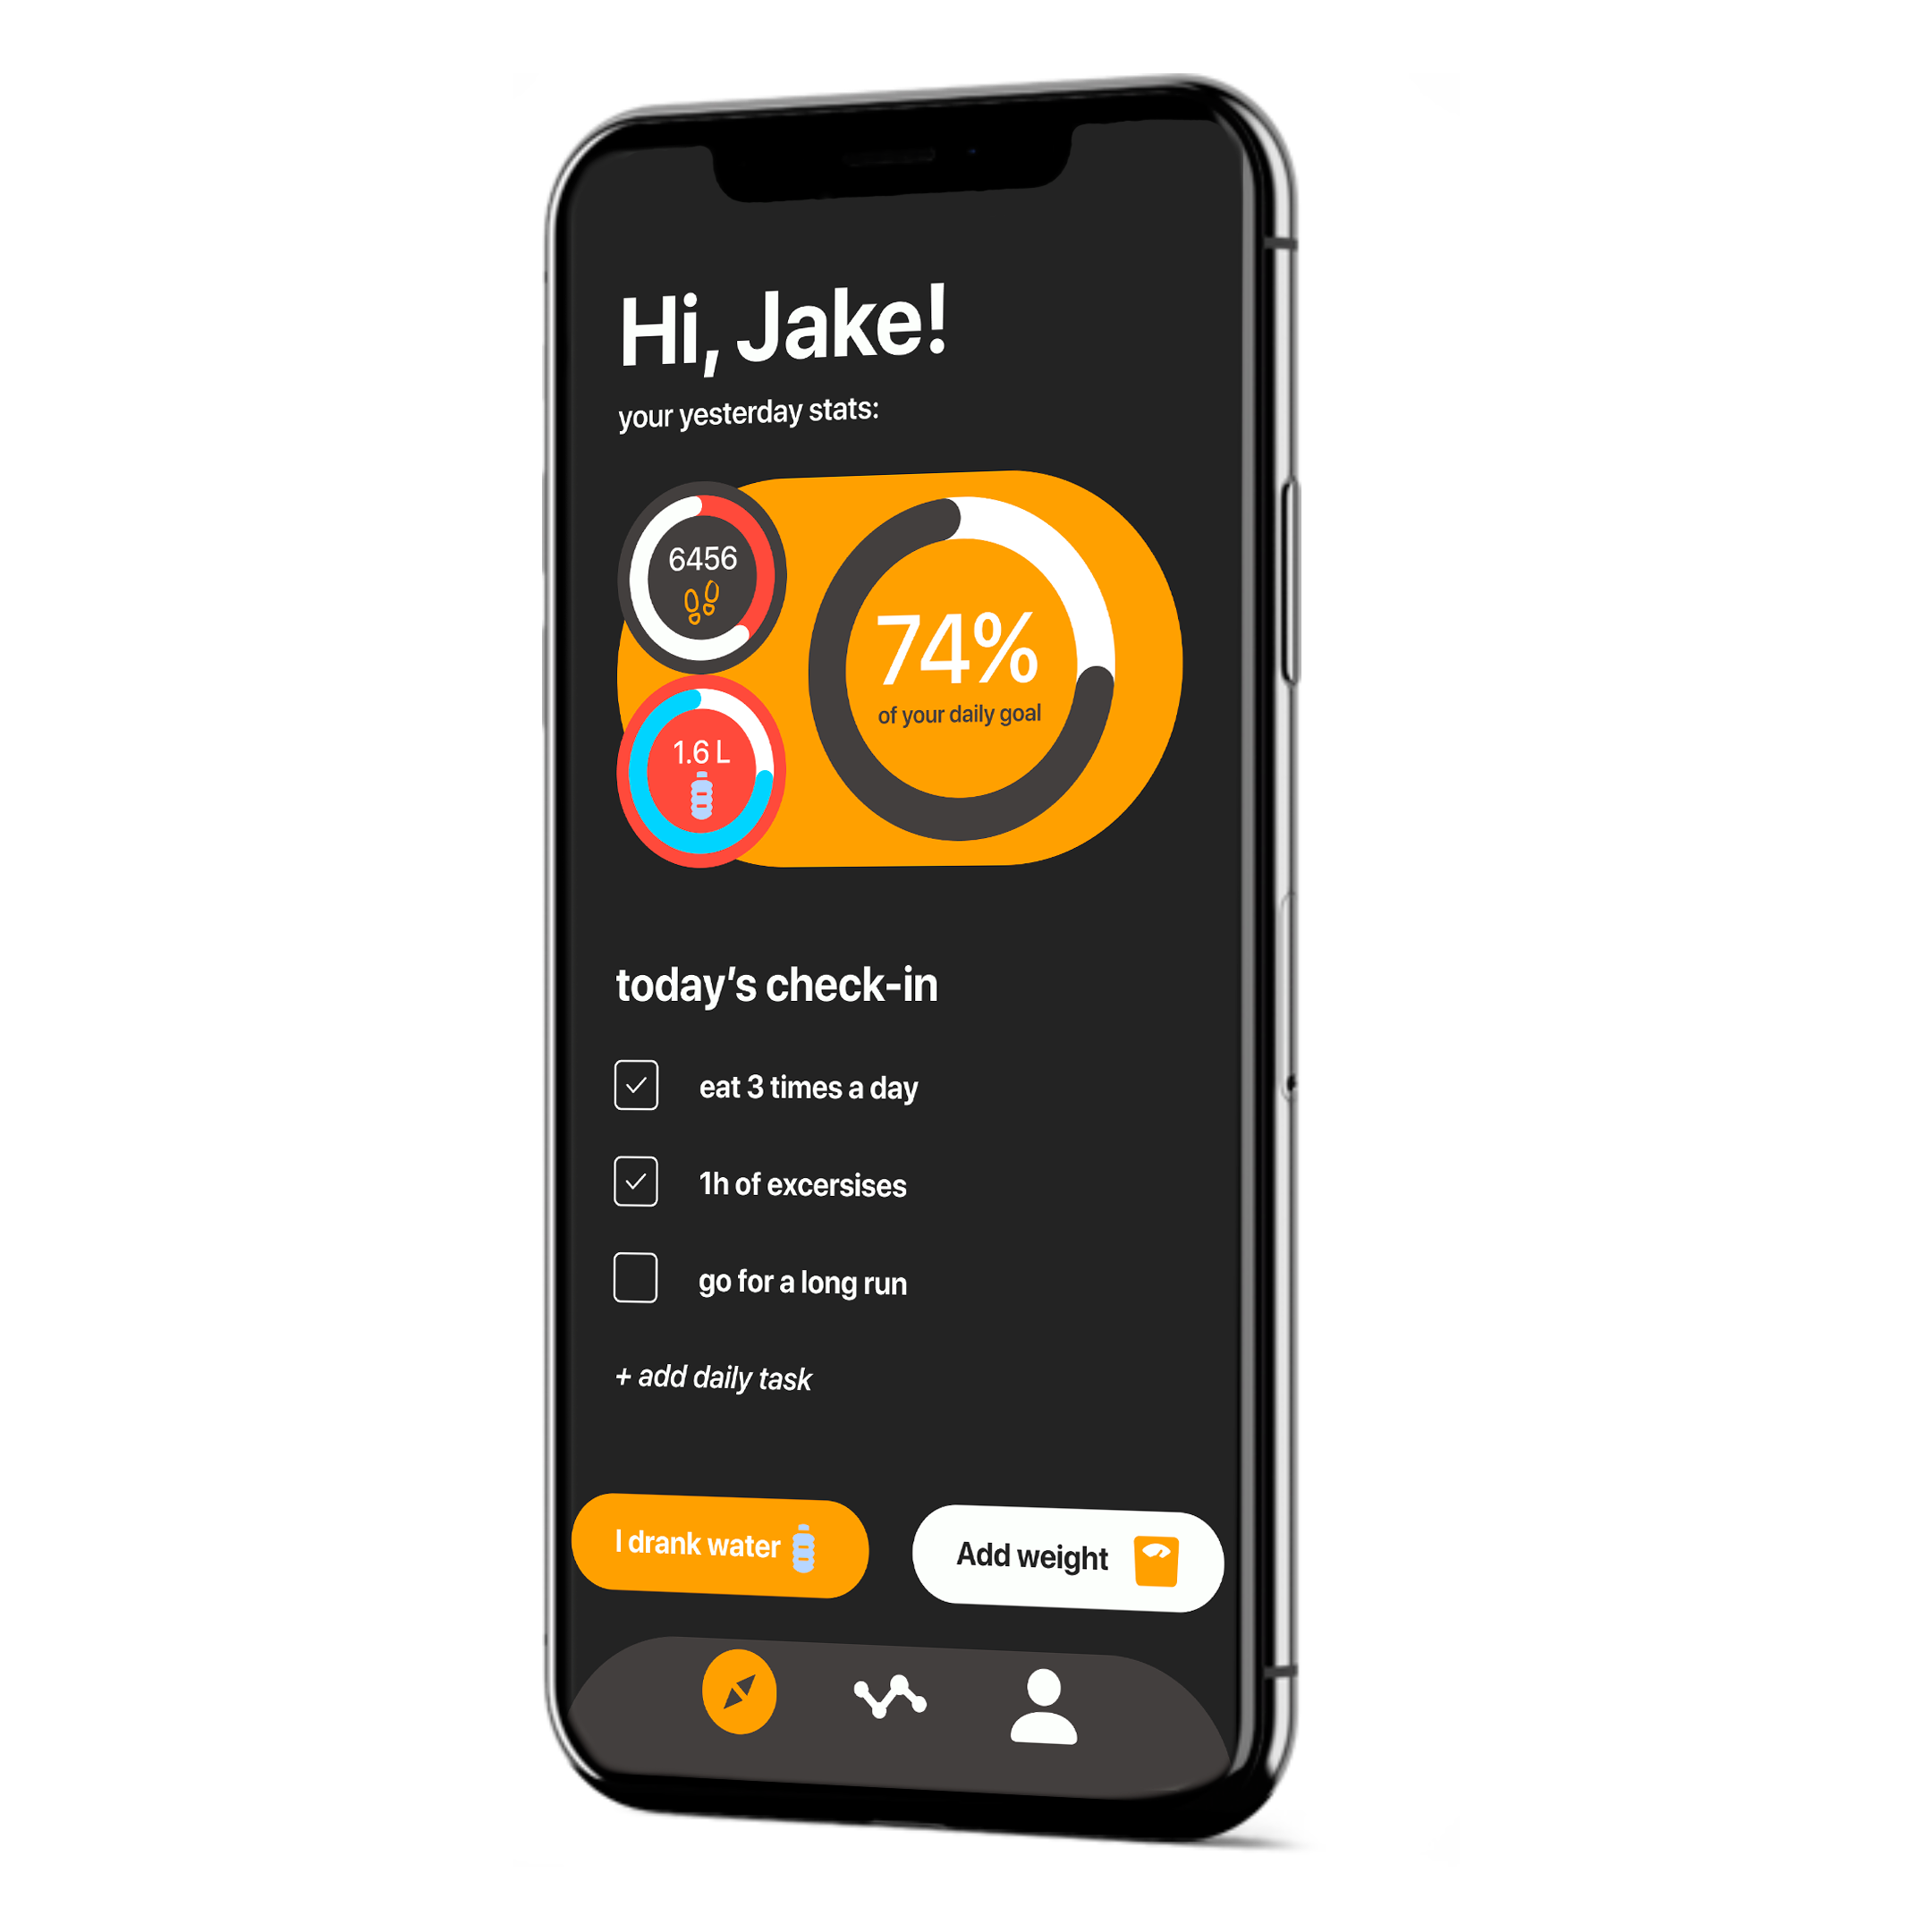 Hi, Jake!
your yesterday stats:
6456
74%
of your daily goal
1.6 L
today's check-in
eat 3 times a day
1h of excersises
go for a long run
+ add daily task
I drank water
Add weight